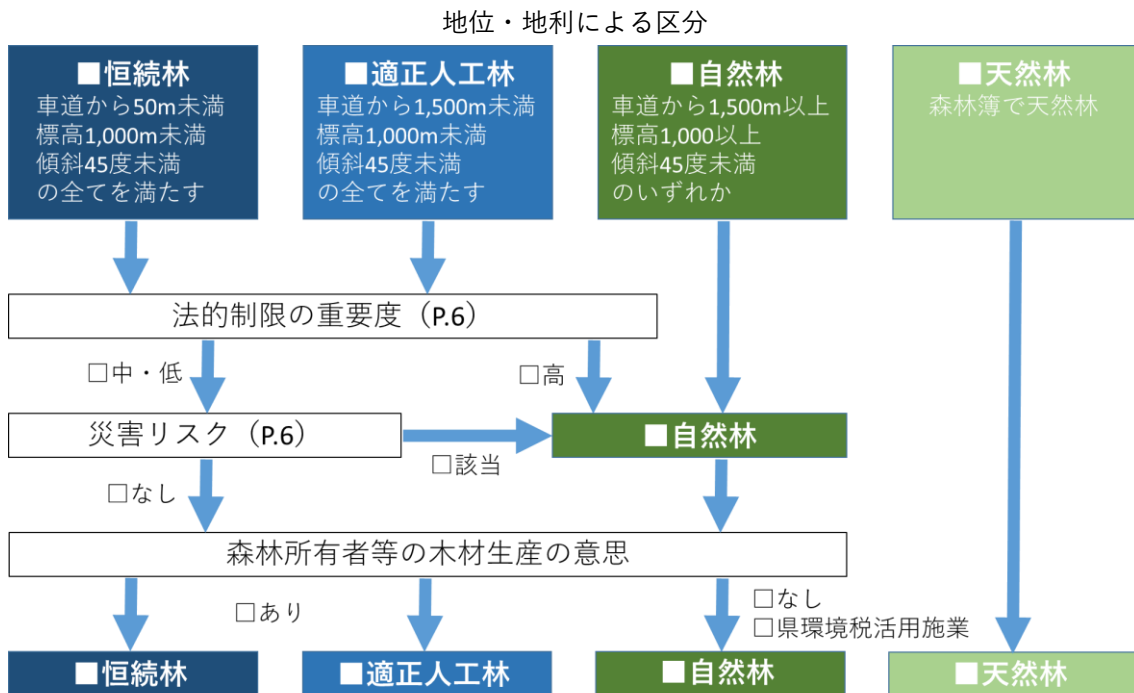 地位・地利による区分
■恒続林
車道から50m未満
標高1,000m未満
傾斜45度未満
の全てを満たす
■適正人工林
車道から1,500m未満
標高1,000m未満
傾斜45度未満
の全てを満たす
■自然林
車道から1,500m以上
標高1,000以上
傾斜45度未満
のいずれか
■天然林
森林簿で天然林
法的制限の重要度（P.6）
□中・低
□高
災害リスク（P.6）
□該当
■自然林
□なし
森林所有者等の木材生産の意思
□あり
□なし
□県環境税活用施業
■恒続林
■適正人工林
■自然林
■天然林